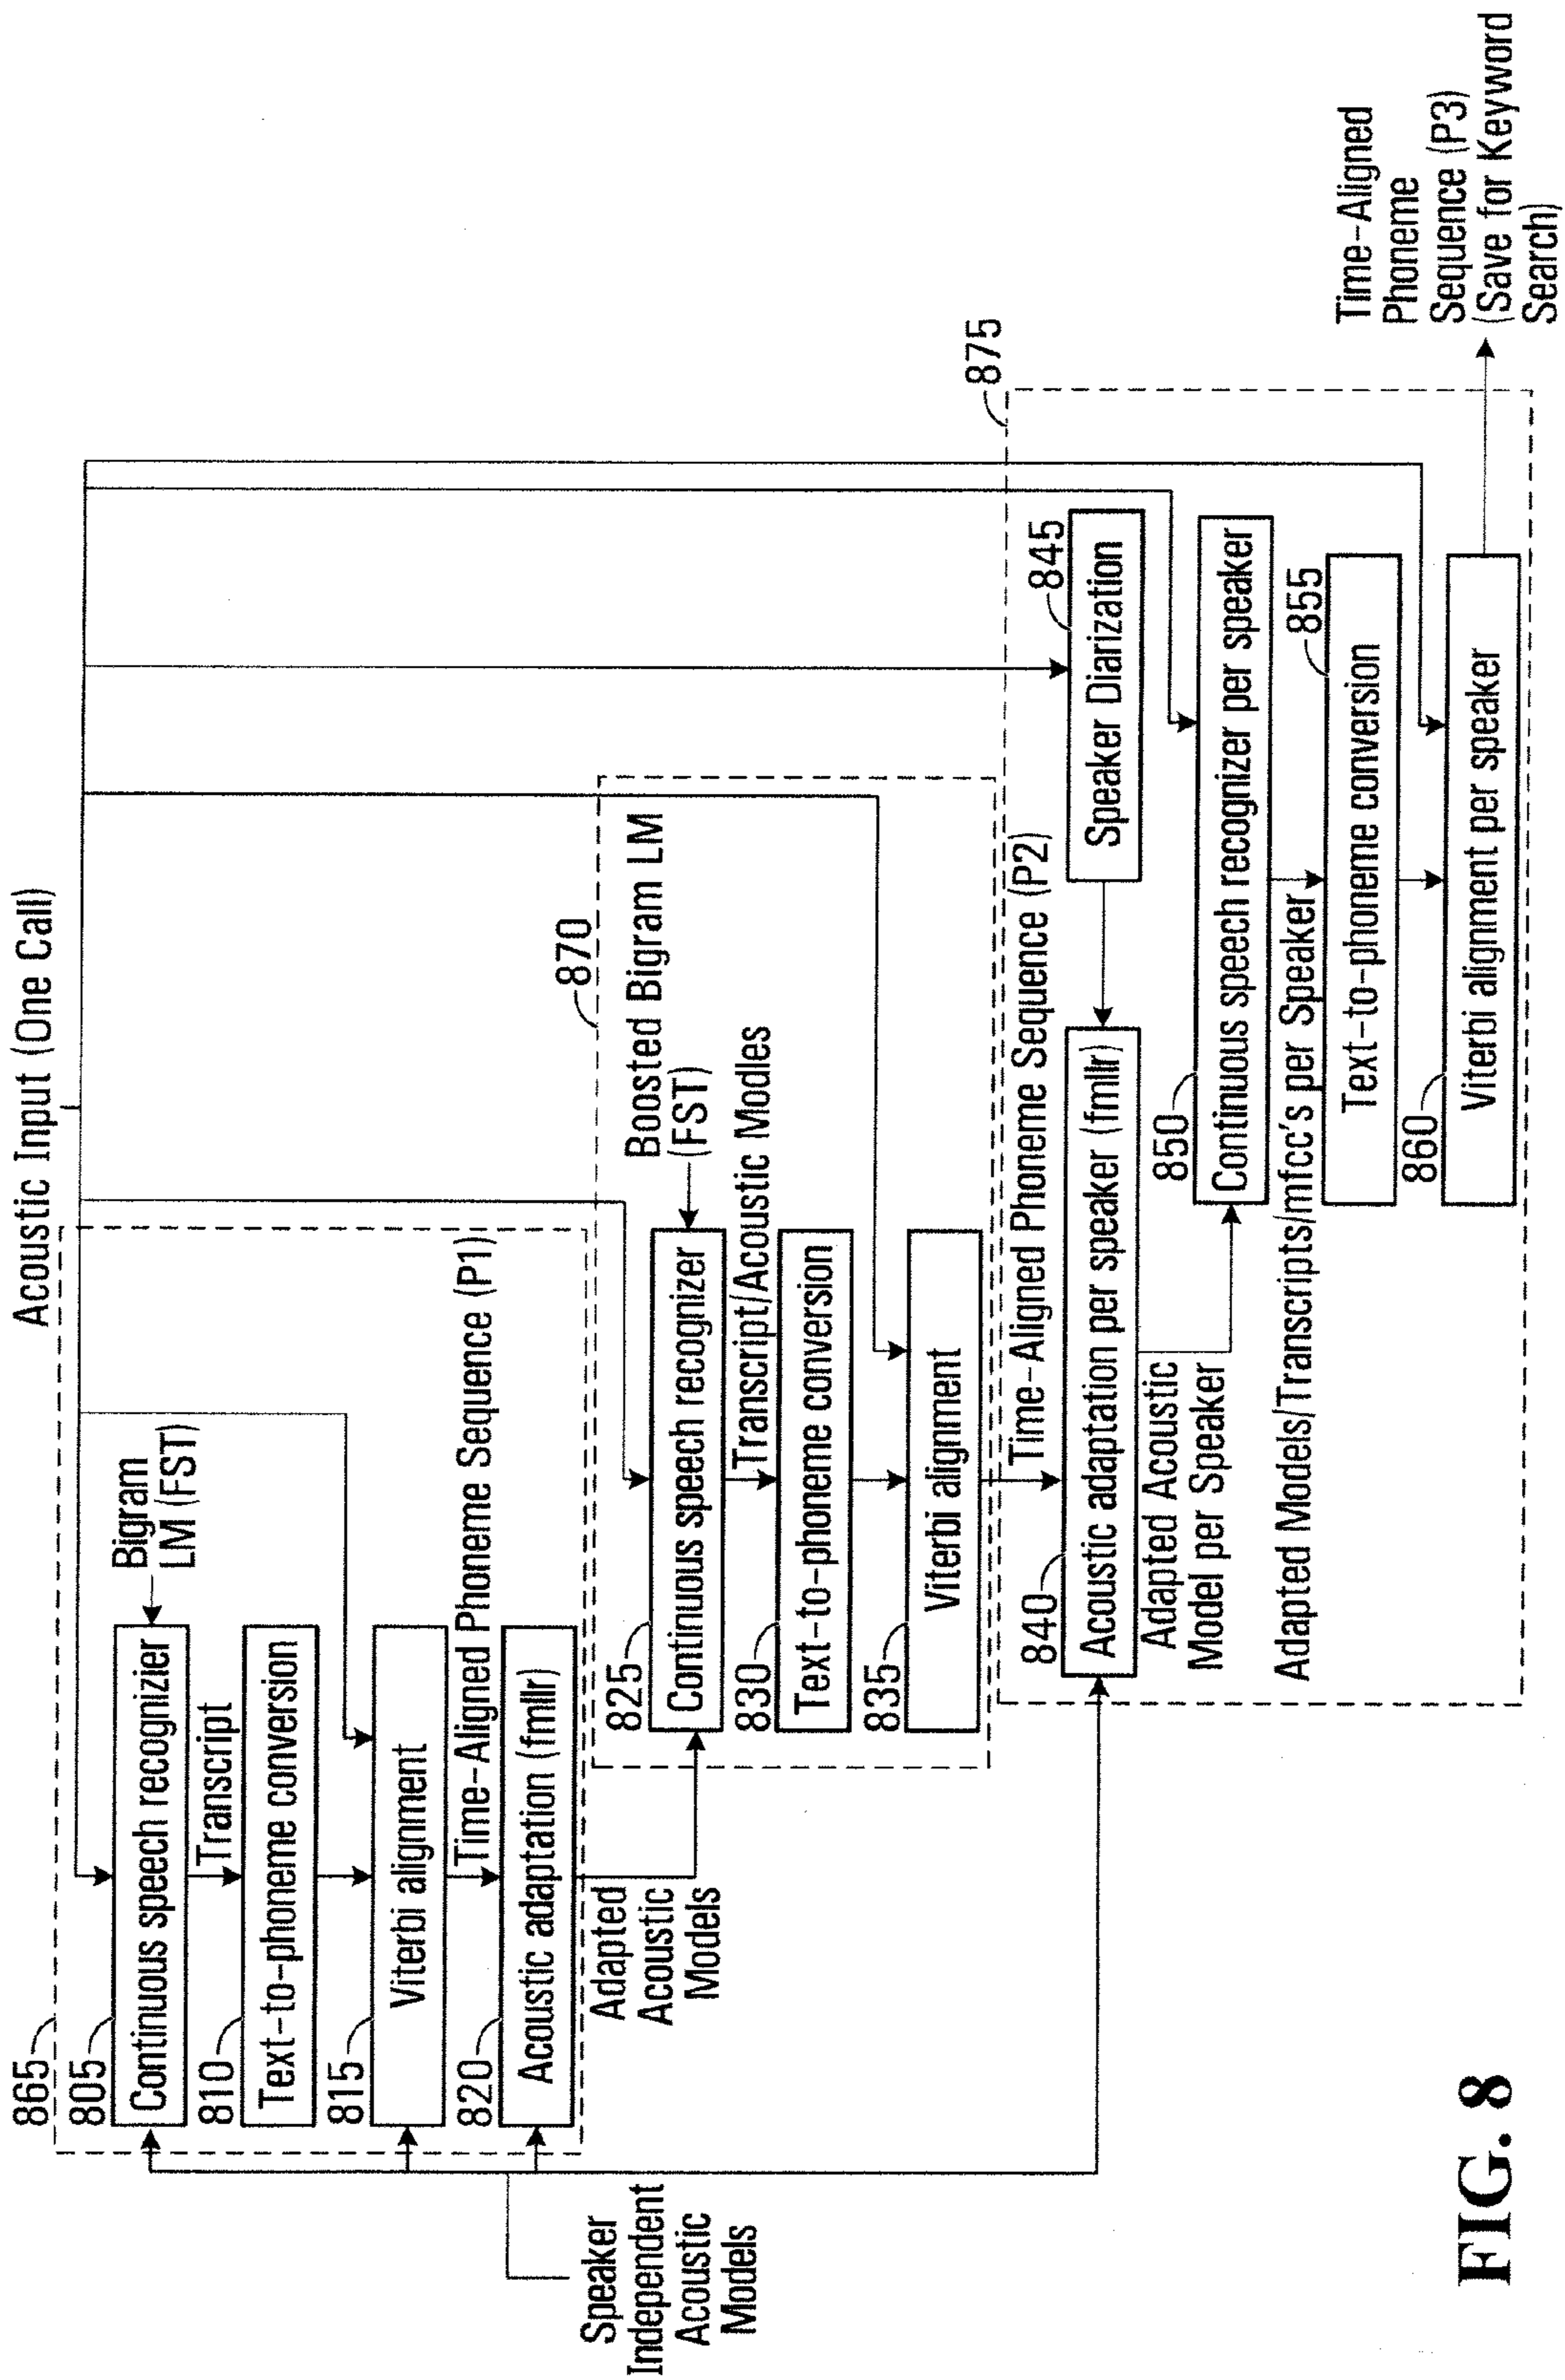 Acoustic Input (One Call)
865
805
Continuous speech recognizier
Bigram
LM (FST)
Transcript
810
Text-to-phoneme conversion
815
Viterbi alignment
Time-Aligned Phoneme Sequence (P1)
820
Acoustic adaptation (fmllr)
Speaker
Independent
Acoustic
Models
Adapted
Acoustic
Models
870
Boosted Bigram LM
(FST)
825
Continuous speech recognizer
Transcript/Acoustic Modles
830
Text-to-phoneme conversion
835
Viterbi alignment
Time-Aligned Phoneme Sequence (P2)
875
845
Speaker Diarization
840
Acoustic adaptation per speaker (fmllr)
Adapted Acoustic
Model per Speaker
850
Continuous speech recognizer per speaker
Adapted Models/Transcripts/mfcc's per Speaker
855
Text-to-phoneme conversion
860
Viterbi alignment per speaker
Time-Aligned
Phoneme
Sequence (P3)
(Save for Keyword
Search)
FIG. 8